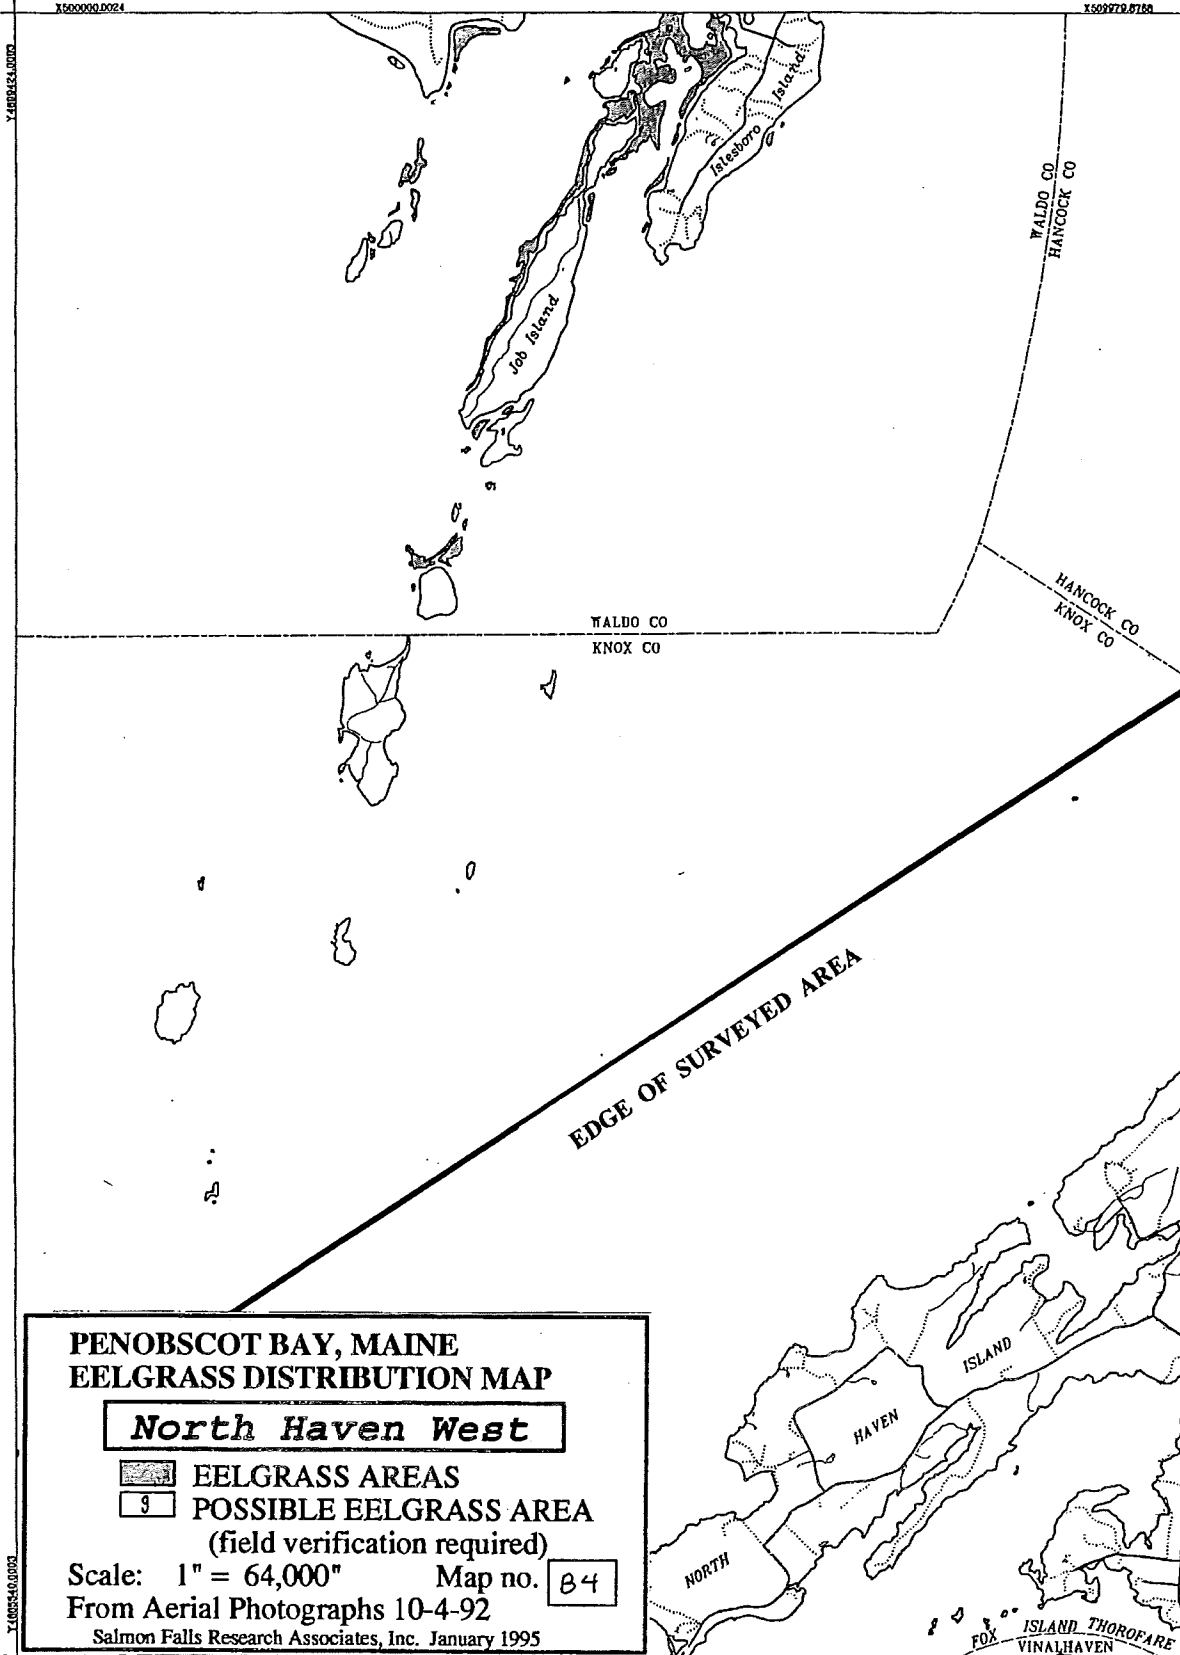 X500000.0024
X509979.8768
Islesboro Island
WALDO CO
HANCOCK CO
Job Island
HANCOCK CO
KNOX CO
WALDO CO
KNOX CO
EDGE OF SURVEYED AREA
PENOBSCOT BAY, MAINE
EELGRASS DISTRIBUTION MAP
North Haven West
EELGRASS AREAS
9 POSSIBLE EELGRASS AREA
(field verification required)
Scale: 1" = 64,000" Map no. B4
From Aerial Photographs 10-4-92
Salmon Falls Research Associates, Inc. January 1995
NORTH
HAVEN
ISLAND
FOX ISLAND THOROFARE
VINALHAVEN